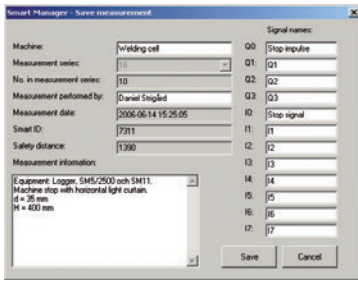 Smart Manager - Save measurement
Signal names:
Machine: Welding cell
Measurement series: 16
No. in measurement series: 10
Measurement performed by: Daniel Steigård
Measurement date: 2006-06-14 15:25:05
Smart ID: 7311
Safety distance: 1390
Measurement information:
Equipment: Logger, SM5/2500 och SM11.
Machine stop with horizontal light curtain.
d = 35 mm
H = 400 mm
Q0: Stop impulse
Q1: Q1
Q2: Q2
Q3: Q3
I0: Stop signal
I1: I1
I2: I2
I3: I3
I4: I4
I5: I5
I6: I6
I7: I7
Save Cancel